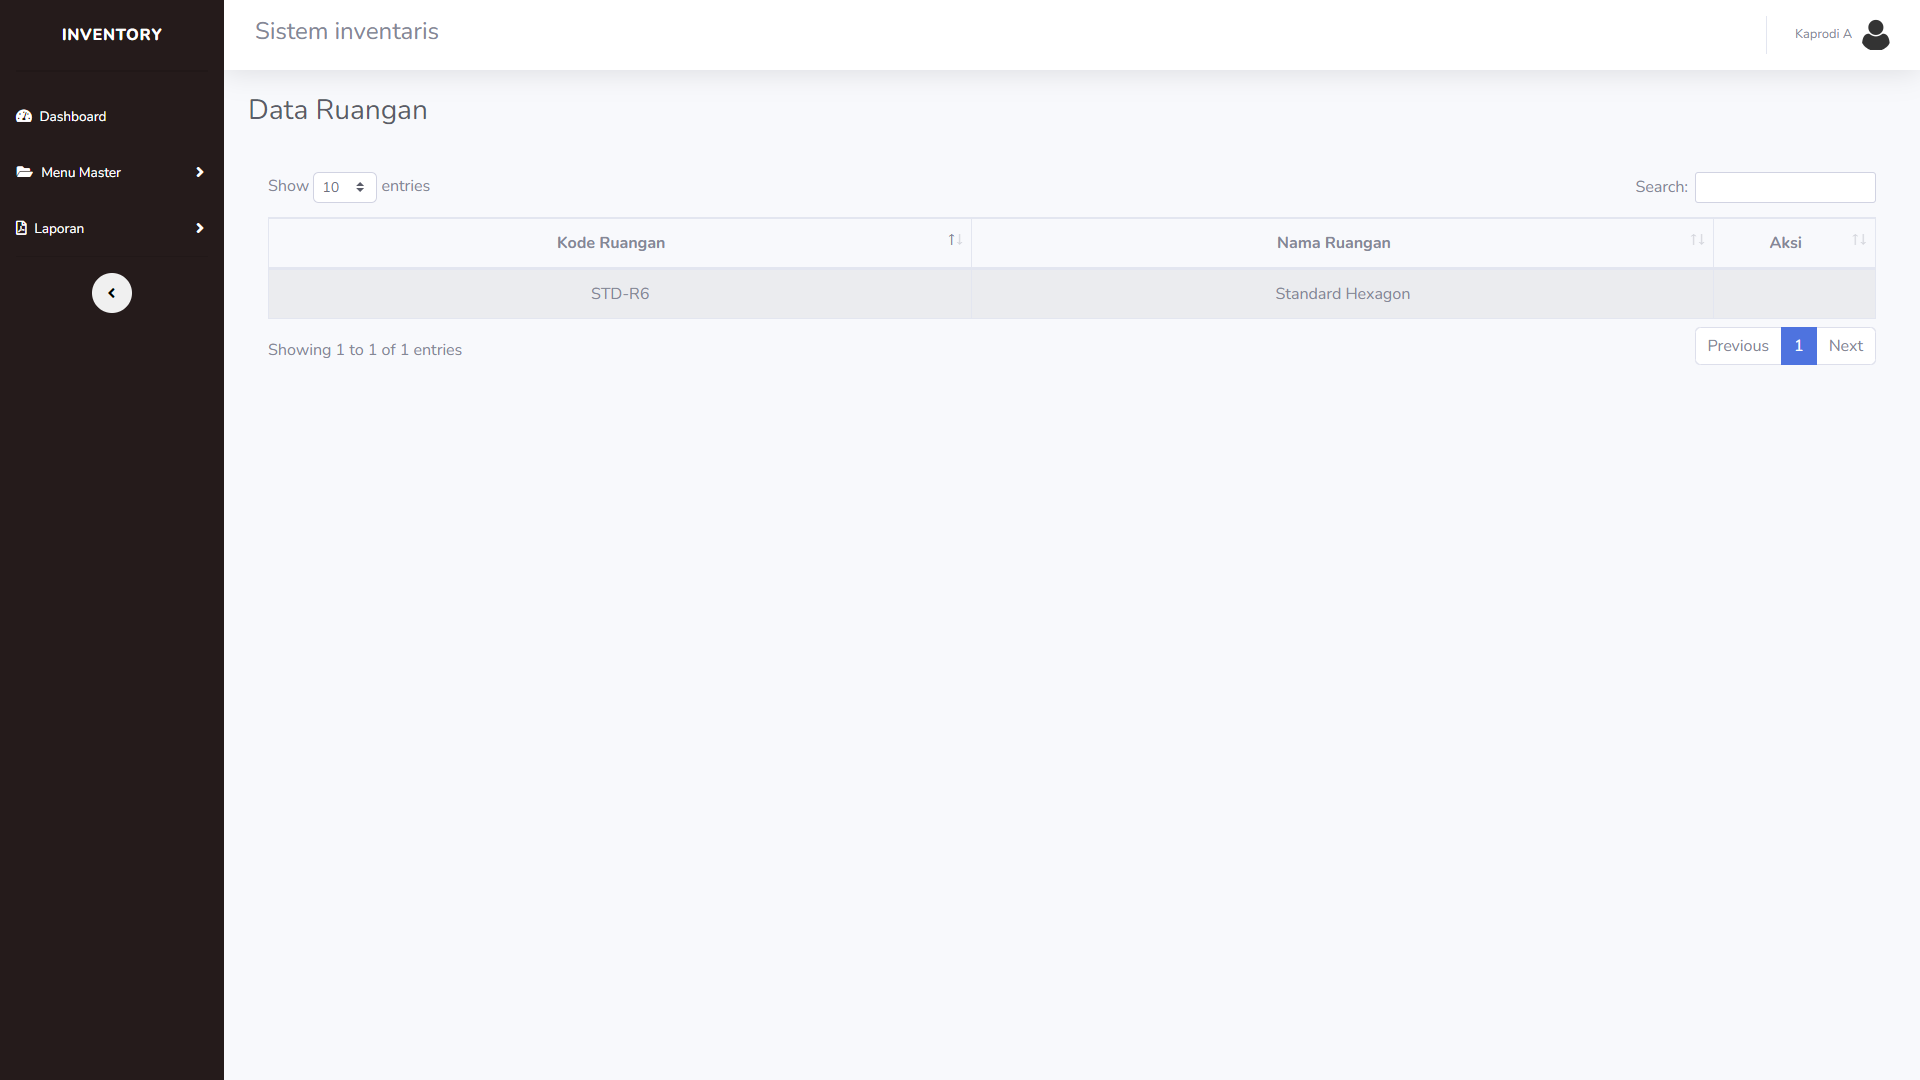 INVENTORY
Sistem inventaris
Kaprodi A
Dashboard
Menu Master
Laporan
Data Ruangan
Show 10 entries
Search:
Kode Ruangan Nama Ruangan Aksi
STD-R6 Standard Hexagon
Showing 1 to 1 of 1 entries
Previous 1 Next